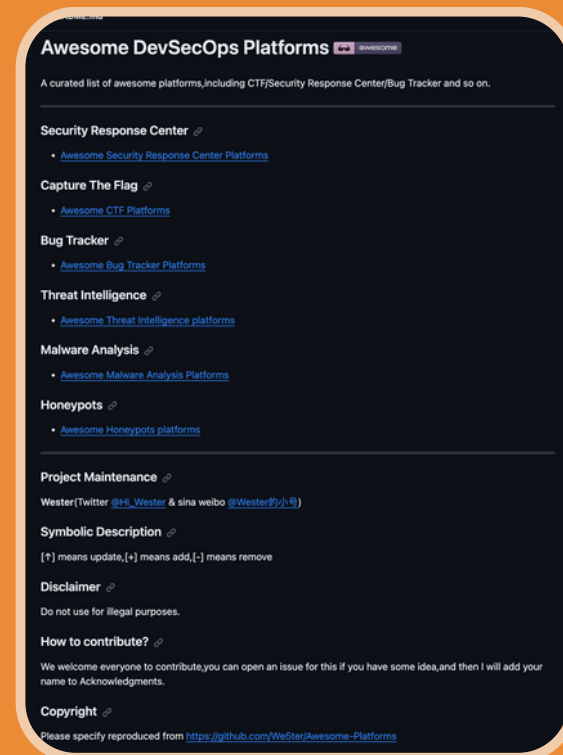 Awesome DevSecOps Platforms awesome
A curated list of awesome platforms,including CTF/Security Response Center/Bug Tracker and so on.
Security Response Center
• Awesome Security Response Center Platforms
Capture The Flag
• Awesome CTF Platforms
Bug Tracker
• Awesome Bug Tracker Platforms
Threat Intelligence
• Awesome Threat Intelligence platforms
Malware Analysis
• Awesome Malware Analysis Platforms
Honeypots
• Awesome Honeypots platforms
Project Maintenance
Wester(Twitter @Hi_Wester & sina weibo @Wester的小号)
Symbolic Description
[↑] means update,[+] means add,[-] means remove
Disclaimer
Do not use for illegal purposes.
How to contribute?
We welcome everyone to contribute,you can open an issue for this if you have some idea,and then I will add your
name to Acknowledgments.
Copyright
Please specify reproduced from https://github.com/We5ter/Awesome-Platforms